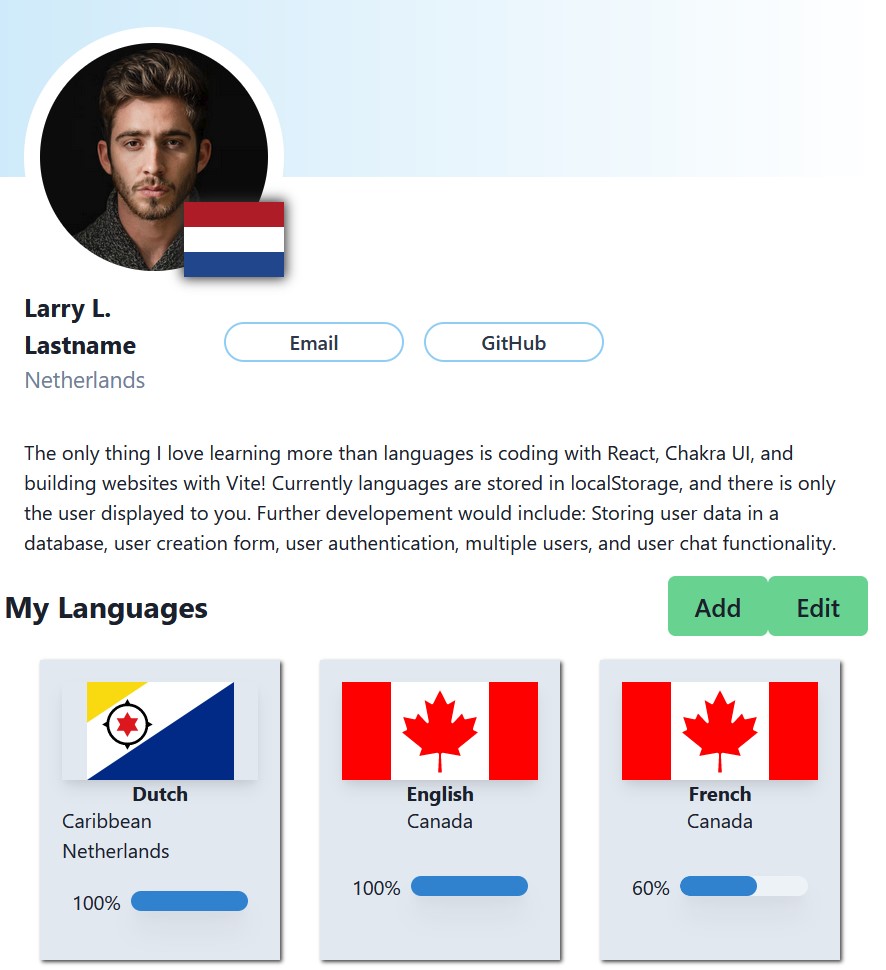 Larry L.
Lastname
Netherlands
Email
GitHub
The only thing I love learning more than languages is coding with React, Chakra UI, and
building websites with Vite! Currently languages are stored in localStorage, and there is only
the user displayed to you. Further developement would include: Storing user data in a
database, user creation form, user authentication, multiple users, and user chat functionality.
My Languages
Add
Edit
Dutch
Caribbean
Netherlands
100%
English
Canada
100%
French
Canada
60%